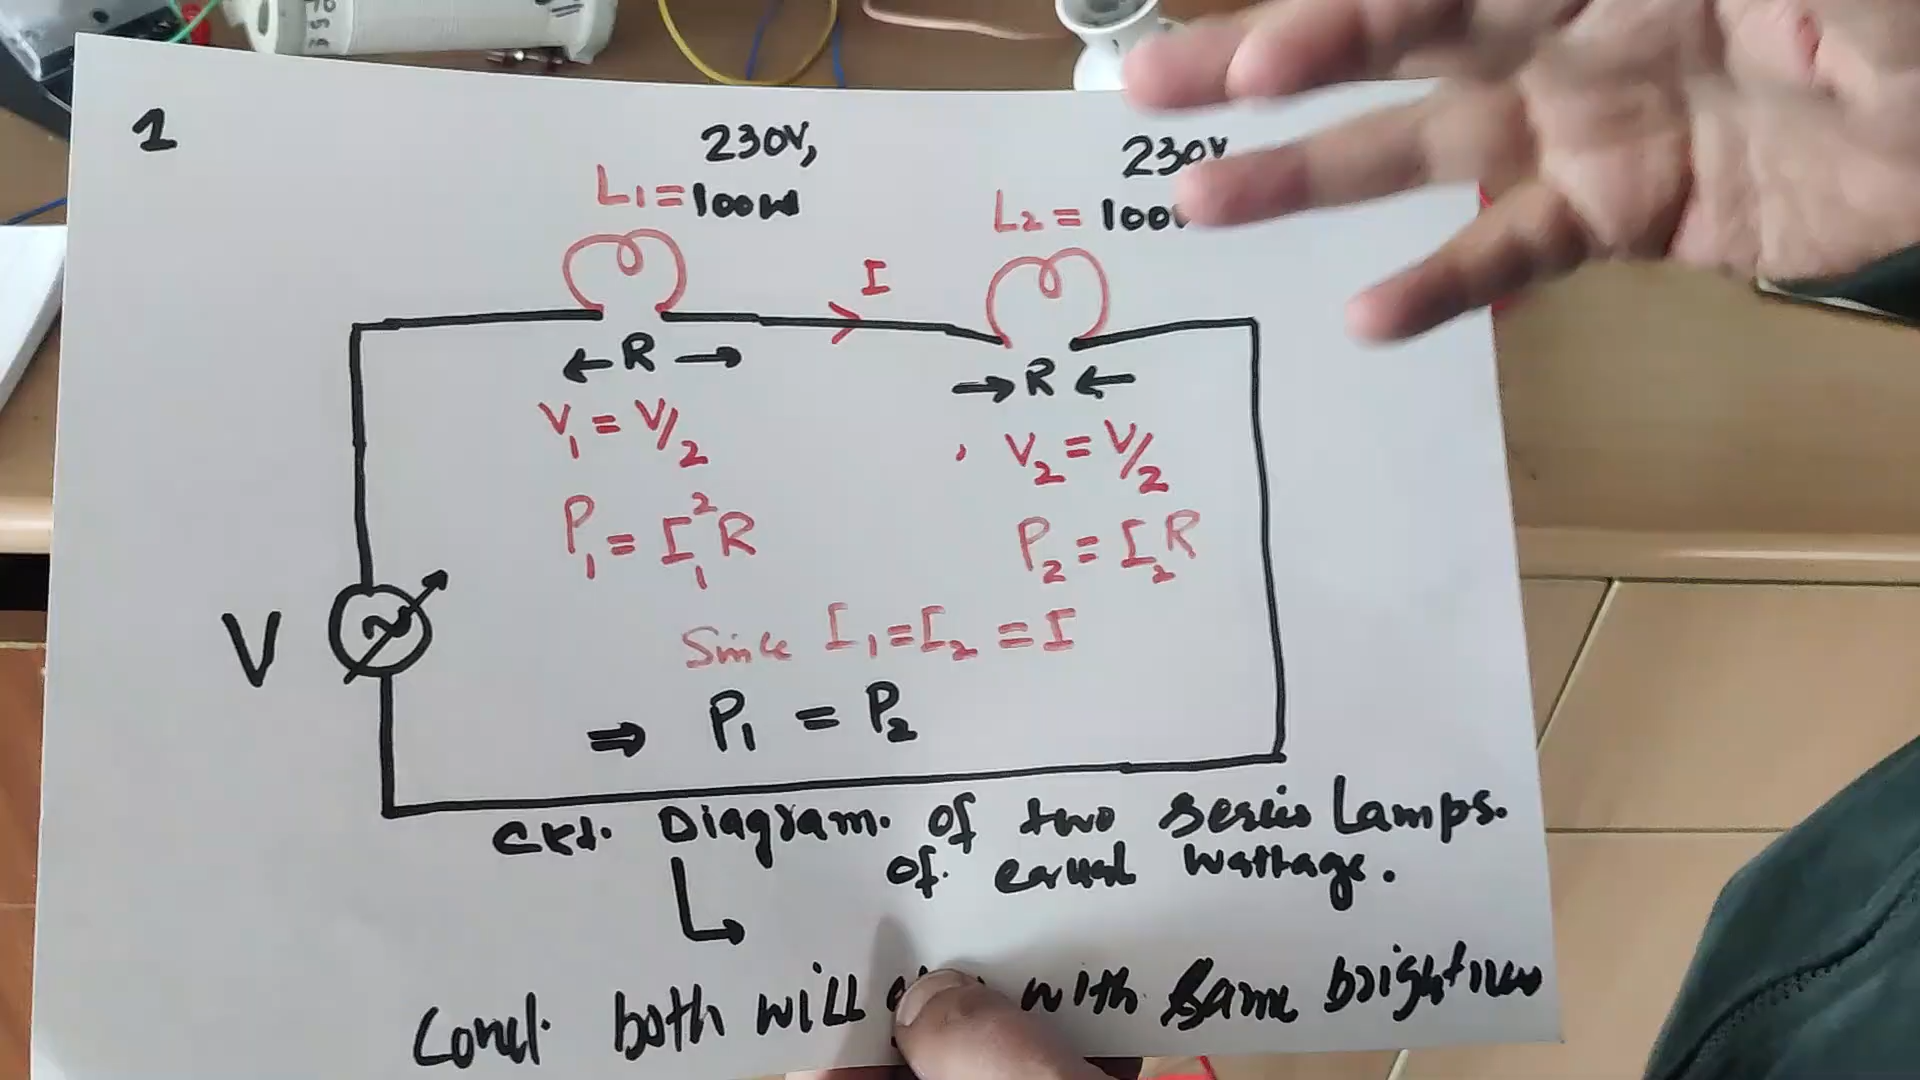 1
230V,
L1 = 100W
230V
L2 = 100
I
← R →
→ R ←
V1 = V/2
, V2 = V/2
P1 = I1²R
P2 = I2R
Since I1 = I2 = I
V
⇒ P1 = P2
CKt. Diagram. of two series Lamps.
of. equal wattage.
Concl. both will with same brightness